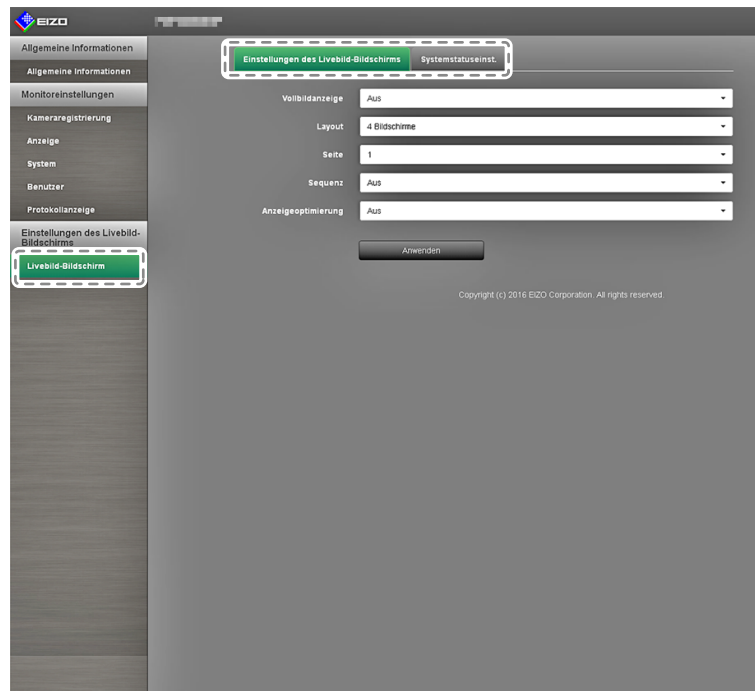 EIZO
Allgemeine Informationen
Allgemeine Informationen
Monitoreinstellungen
Kameraregistrierung
Anzeige
System
Benutzer
Protokollanzeige
Einstellungen des Livebild-
Bildschirms
Livebild-Bildschirm
Einstellungen des Livebild-Bildschirms
Systemstatuseinst.
Vollbildanzeige Aus
Layout 4 Bildschirme
Seite 1
Sequenz Aus
Anzeigeoptimierung Aus
Anwenden
Copyright (c) 2016 EIZO Corporation. All rights reserved.